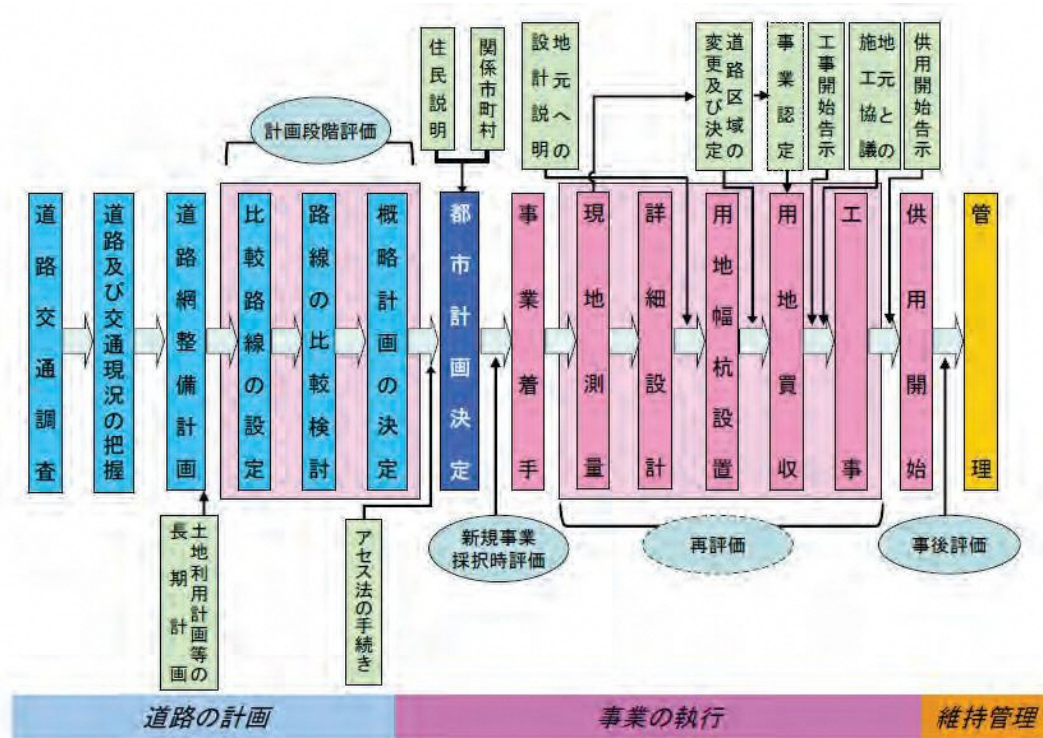 住民説明
関係市町村
地元への
設計説明
道路区域の
変更及び決定
事業認定
工事開始告示
地元との
施工協議
供用開始告示
計画段階評価
道路交通調査
道路及び交通現況の把握
道路網整備計画
比較路線の設定
路線の比較検討
概略計画の決定
都市計画決定
事業着手
現地測量
詳細設計
用地幅杭設置
用地買収
工事
供用開始
管理
土地利用計画等の
長期計画
アセス法の手続き
新規事業
採択時評価
再評価
事後評価
道路の計画
事業の執行
維持管理